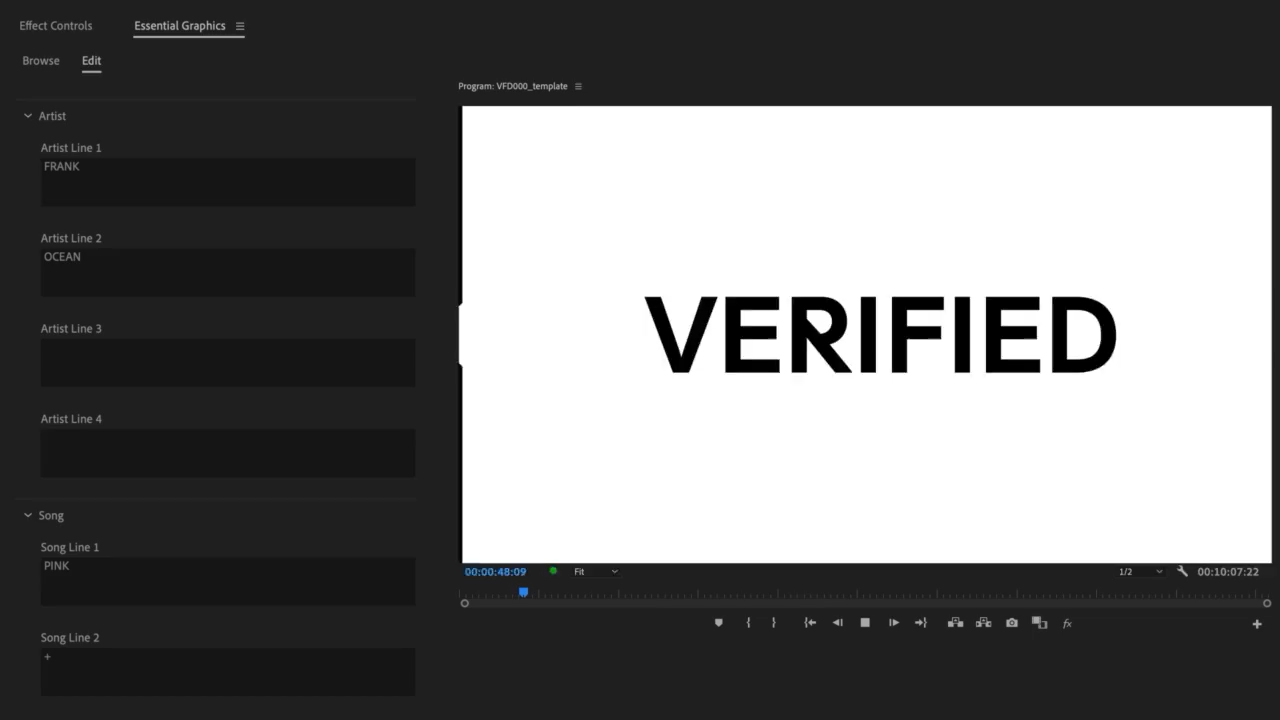 Effect Controls
Essential Graphics
Browse
Edit
Artist
Artist Line 1
FRANK
Artist Line 2
OCEAN
Artist Line 3
Artist Line 4
Song
Song Line 1
PINK
Song Line 2
+
Program: VFD000_template
VERIFIED
00:00:48:09
Fit
1/2
00:10:07:22
fx